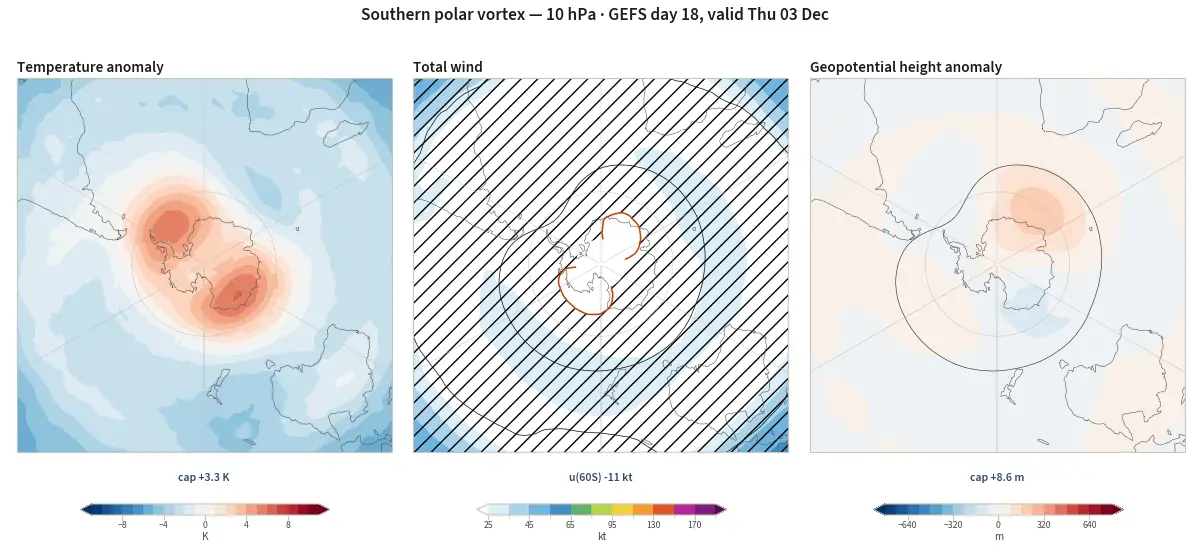 Southern polar vortex — 10 hPa · GEFS day 18, valid Thu 03 Dec
Temperature anomaly
Total wind
Geopotential height anomaly
cap +3.3 K
u(60S) -11 kt
cap +8.6 m
−8 −4 0 4 8
K
25 45 65 95 130 170
kt
−640 −320 0 320 640
m